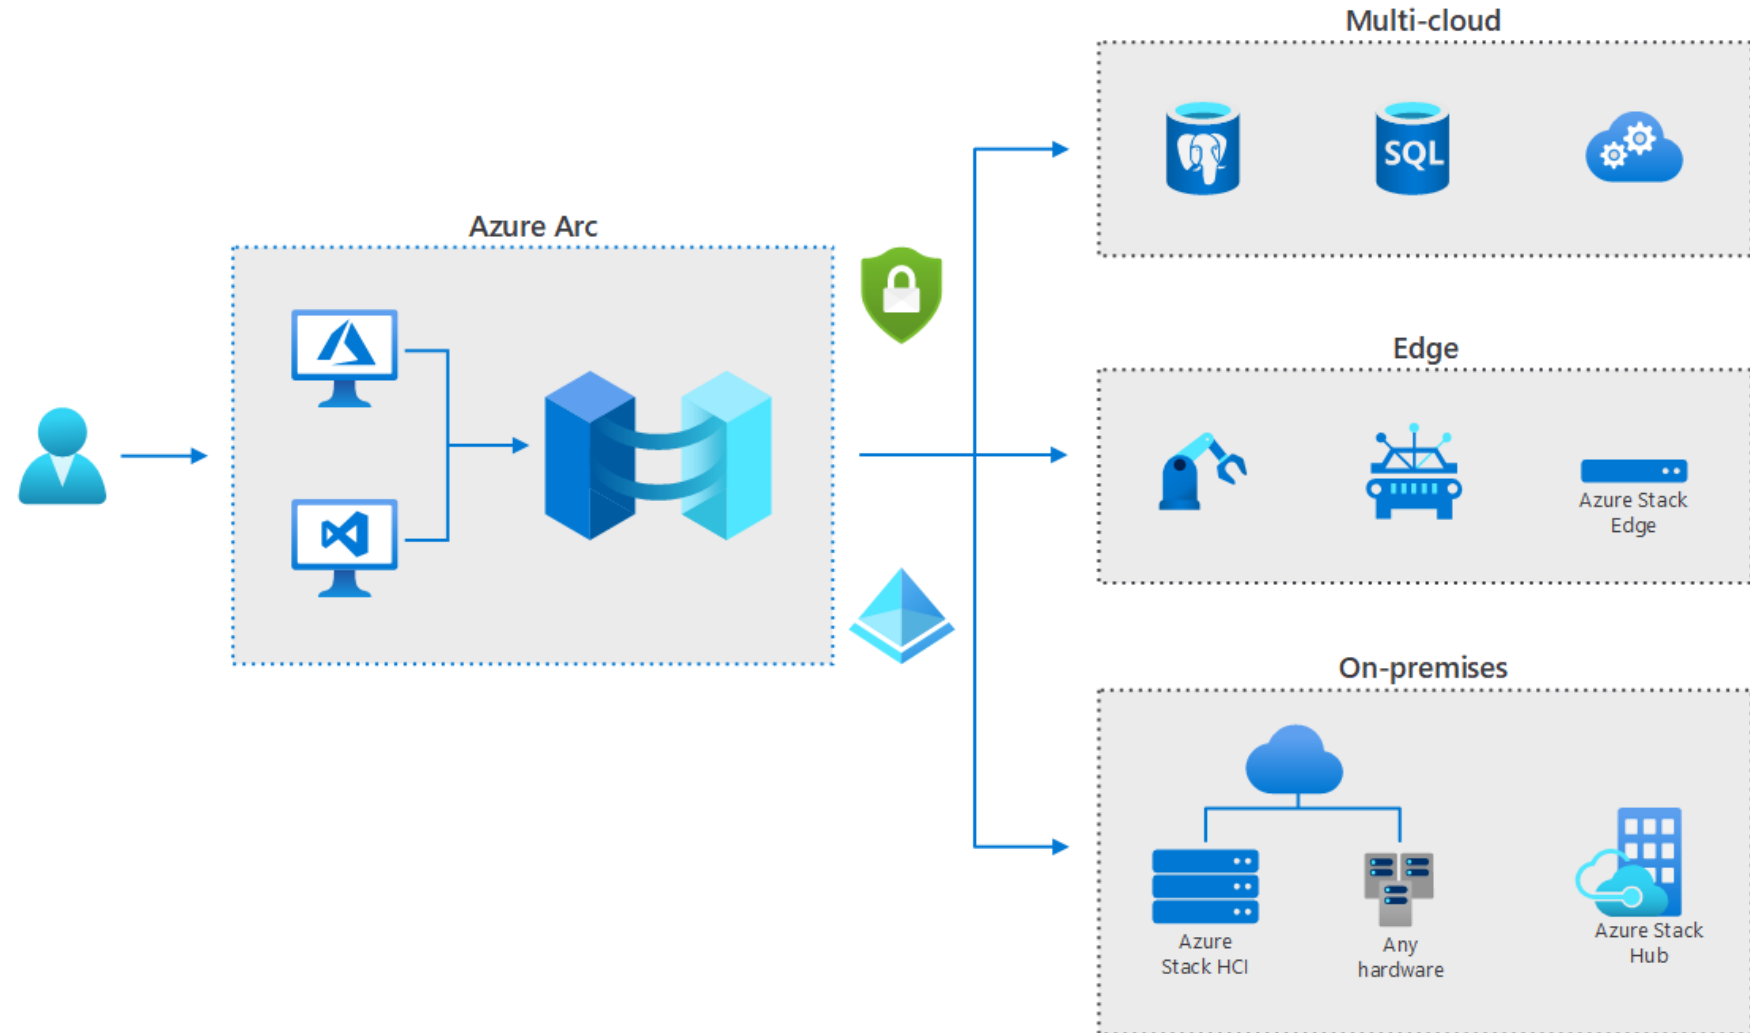 Multi-cloud
SQL
Azure Arc
Edge
Azure Stack
Edge
On-premises
Azure
Stack HCI
Any
hardware
Azure Stack
Hub